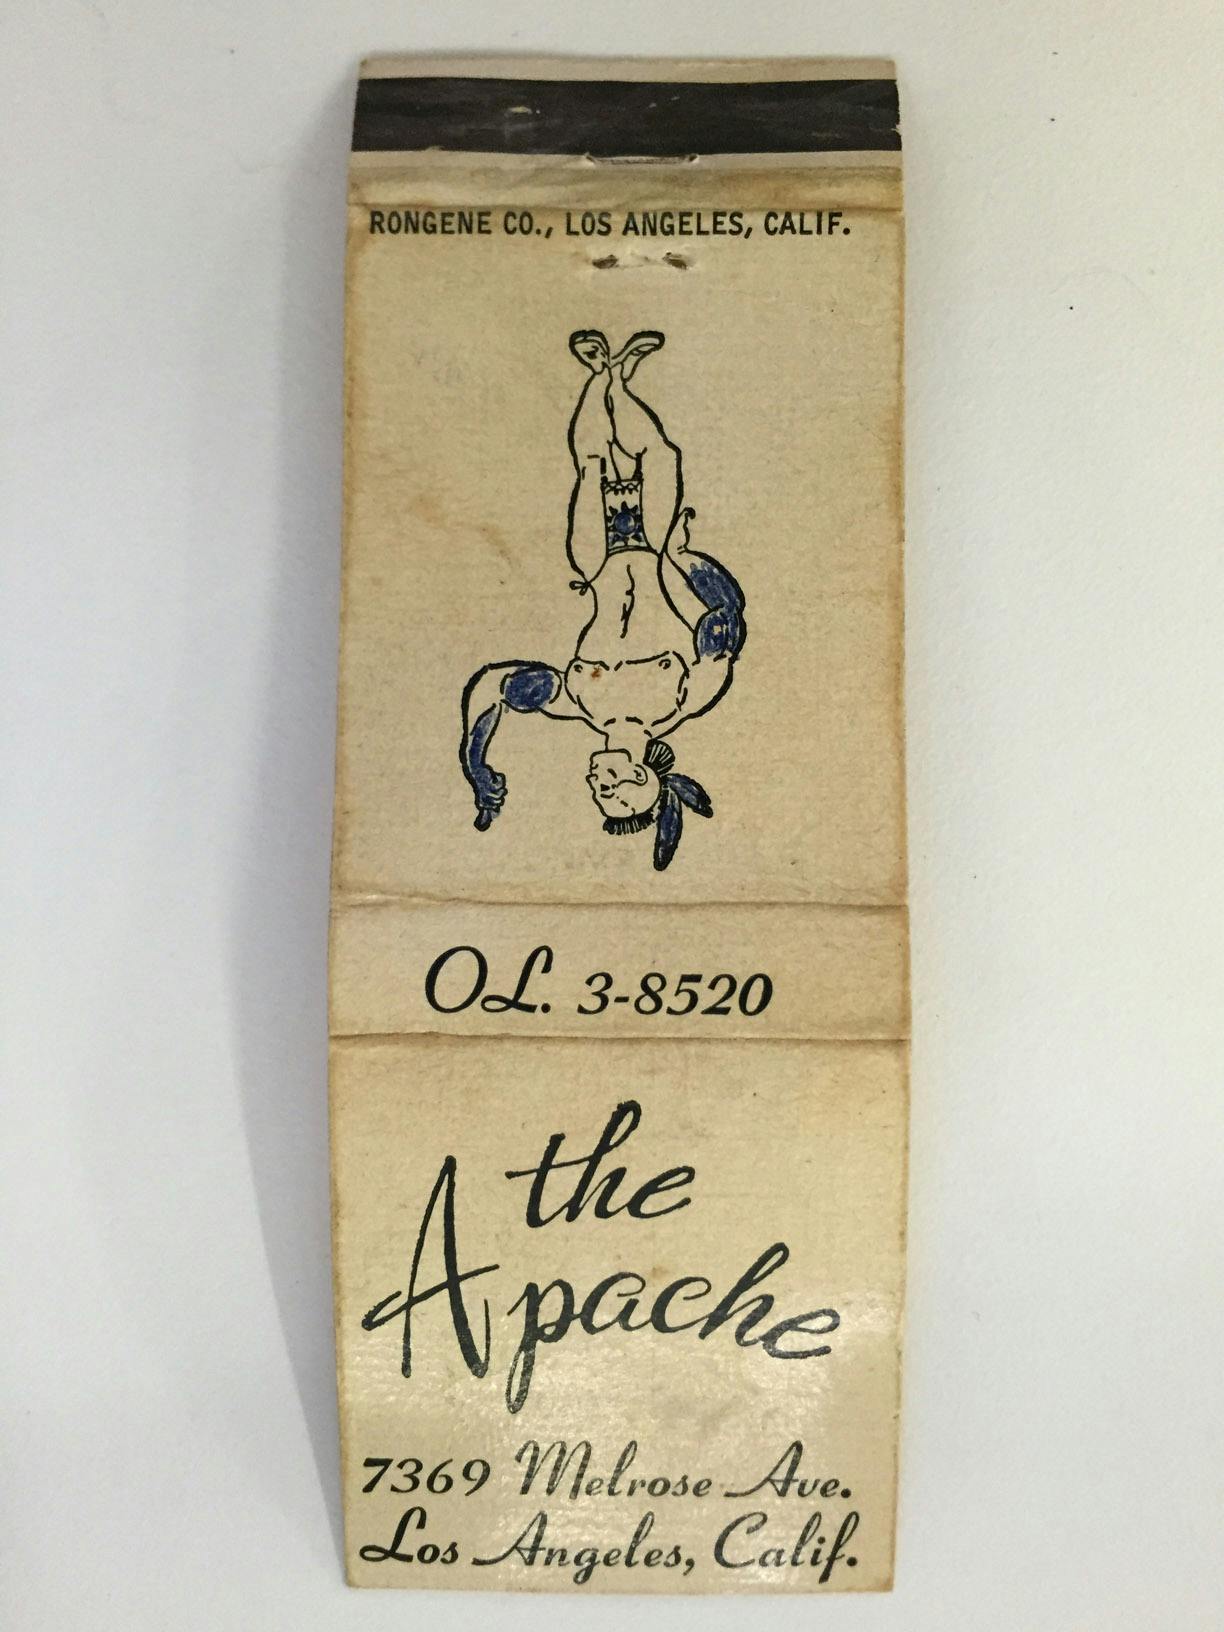 RONGENE CO., LOS ANGELES, CALIF.
OL. 3-8520
the
Apache
7369 Melrose Ave.
Los Angeles, Calif.